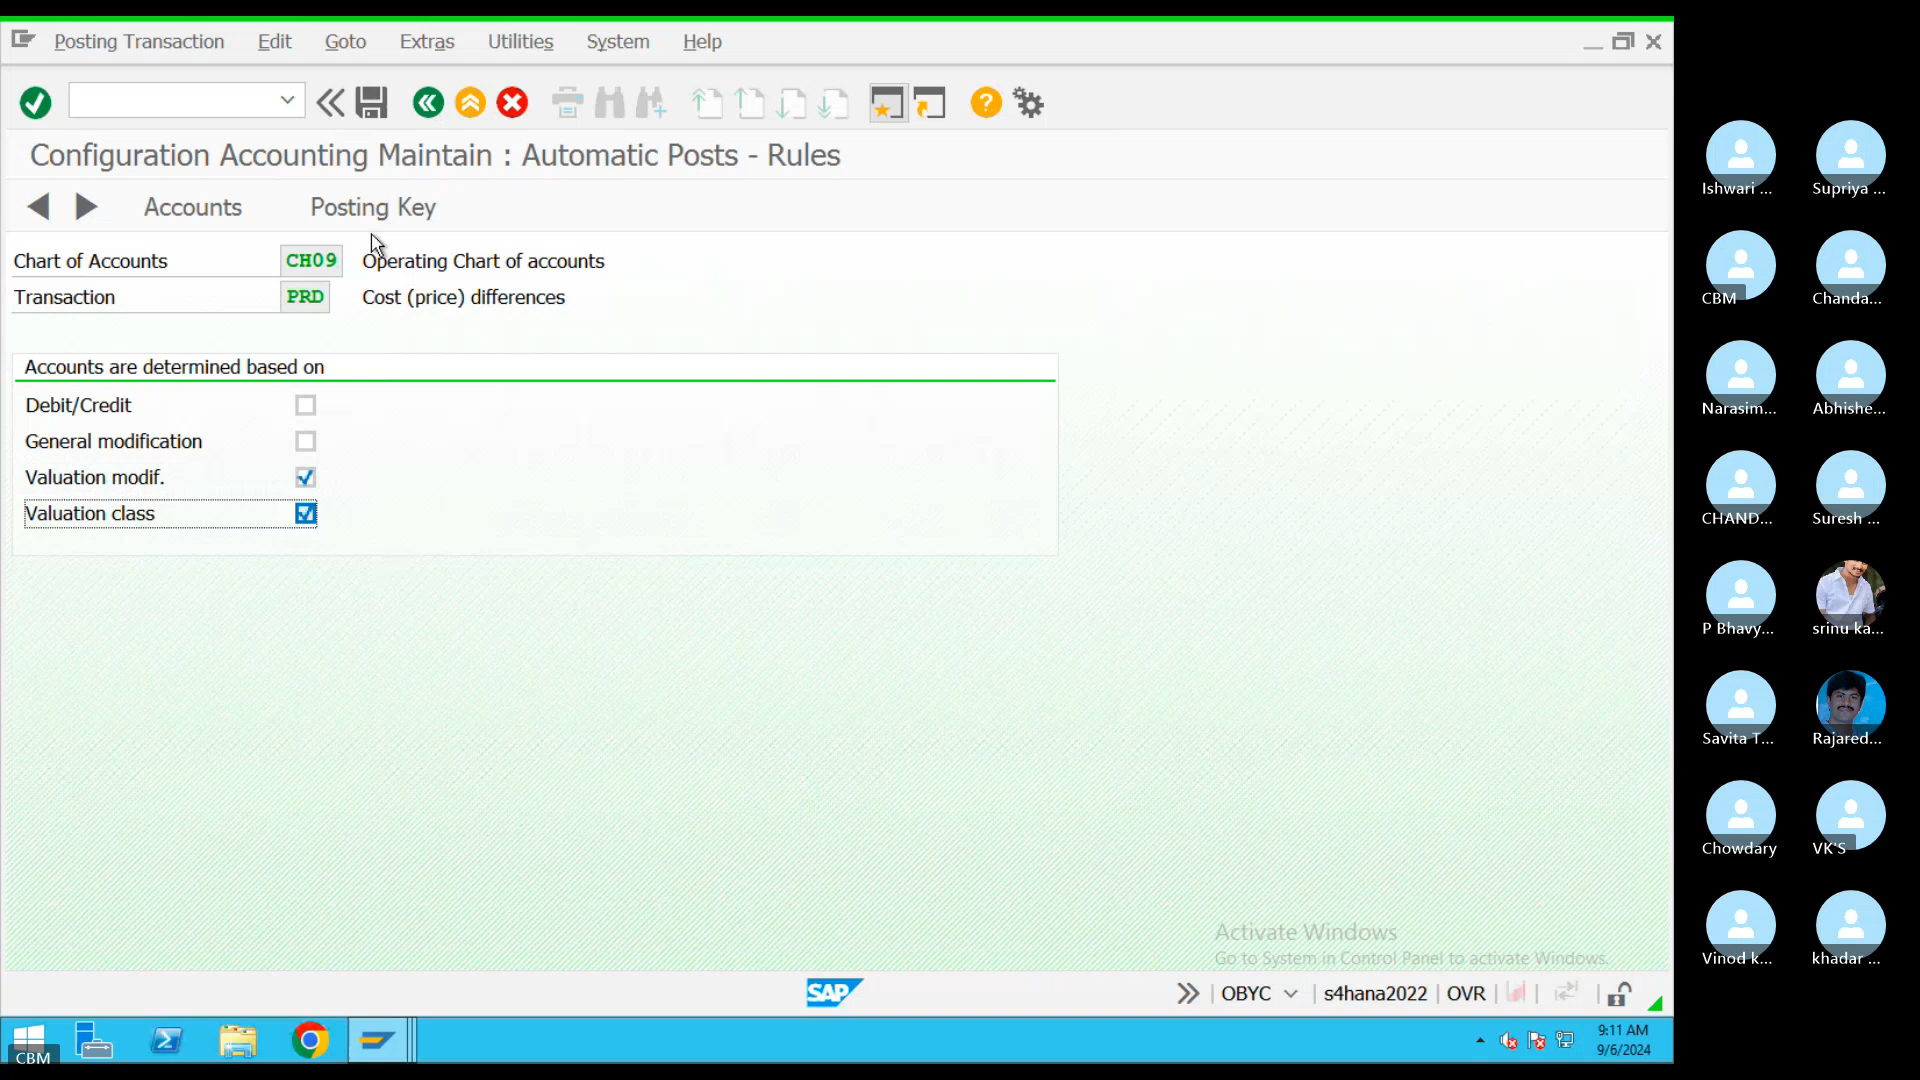 Posting Transaction Edit Goto Extras Utilities System Help
Configuration Accounting Maintain : Automatic Posts - Rules
Accounts Posting Key
Chart of Accounts CH09 Operating Chart of accounts
Transaction PRD Cost (price) differences
Accounts are determined based on
Debit/Credit
General modification
Valuation modif.
Valuation class
Activate Windows
Go to System in Control Panel to activate Windows.
SAP
OBYC s4hana2022 OVR
9:11 AM
9/6/2024
CBM
Ishwari ... Supriya ...
CBM Chanda...
Narasim... Abhishe...
CHAND... Suresh ...
P Bhavy... srinu ka...
Savita T... Rajared...
Chowdary VK'S
Vinod k... khadar ...